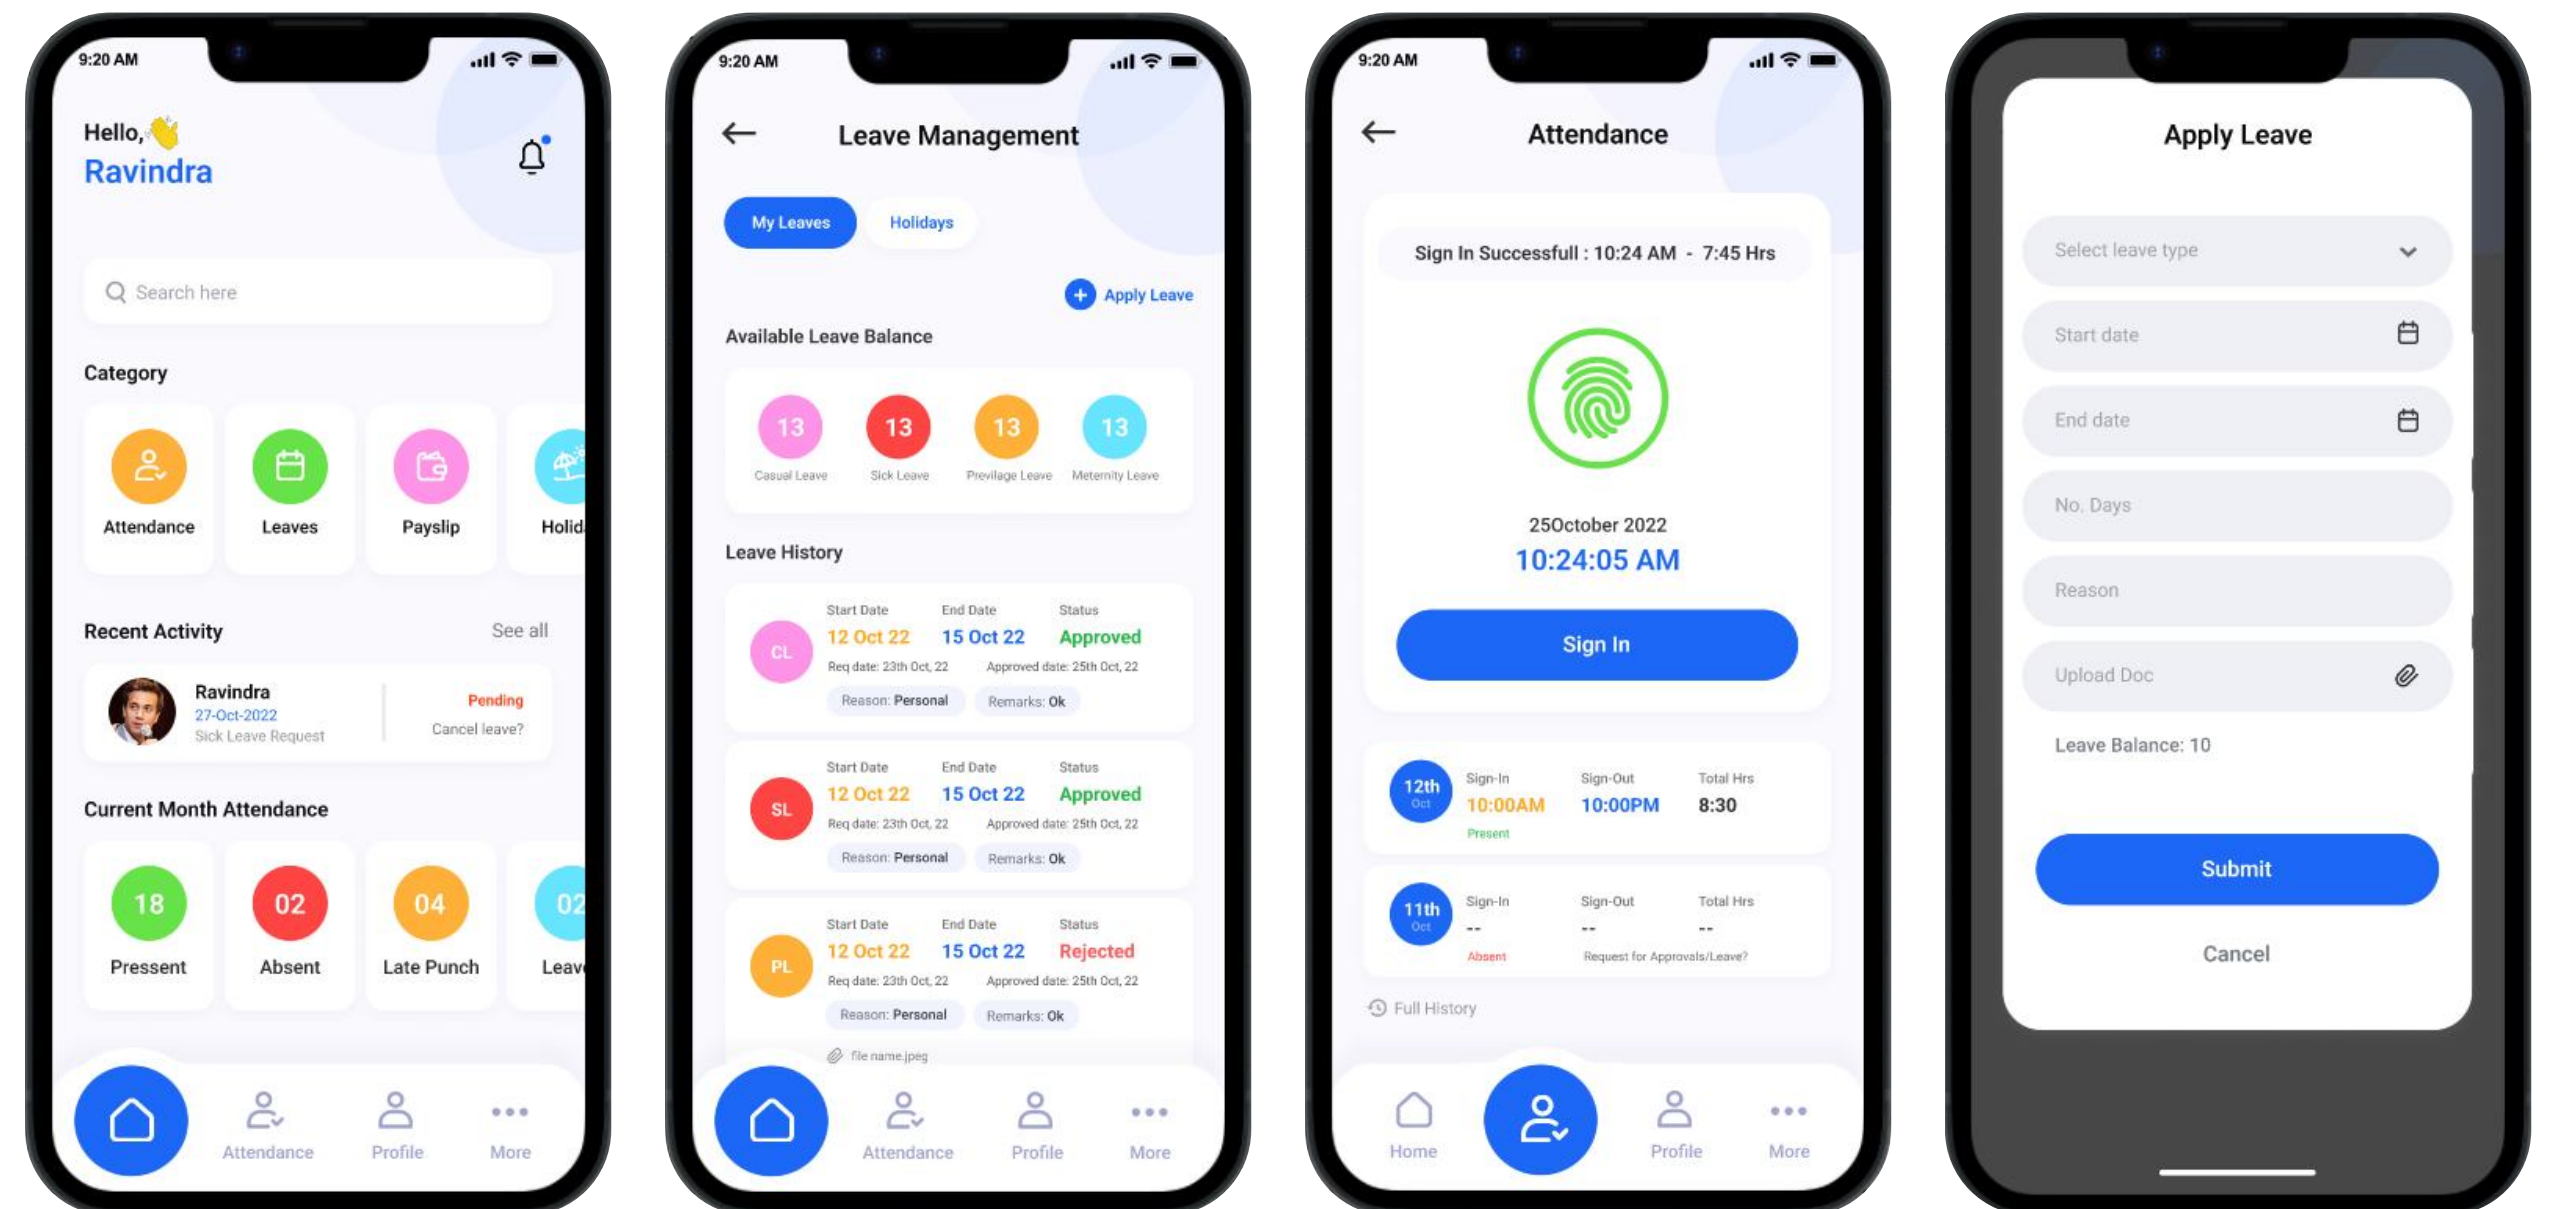 9:20 AM
Hello,
Ravindra
Search here
Category
Attendance
Leaves
Payslip
Holid
Recent Activity
See all
Ravindra
27-Oct-2022
Sick Leave Request
Pending
Cancel leave?
Current Month Attendance
18
02
04
02
Pressent
Absent
Late Punch
Leav
Attendance
Profile
More
9:20 AM
Leave Management
My Leaves
Holidays
+ Apply Leave
Available Leave Balance
13
13
13
13
Casual Leave
Sick Leave
Previlage Leave
Meternity Leave
Leave History
CL
Start Date End Date Status
12 Oct 22 15 Oct 22 Approved
Req date: 23th Oct, 22 Approved date: 25th Oct, 22
Reason: Personal Remarks: Ok
SL
Start Date End Date Status
12 Oct 22 15 Oct 22 Approved
Req date: 23th Oct, 22 Approved date: 25th Oct, 22
Reason: Personal Remarks: Ok
PL
Start Date End Date Status
12 Oct 22 15 Oct 22 Rejected
Req date: 23th Oct, 22 Approved date: 25th Oct, 22
Reason: Personal Remarks: Ok
file name.jpeg
Attendance
Profile
More
9:20 AM
Attendance
Sign In Successfull : 10:24 AM - 7:45 Hrs
25October 2022
10:24:05 AM
Sign In
12th
Oct
Sign-In Sign-Out Total Hrs
10:00AM 10:00PM 8:30
Present
11th
Oct
Sign-In Sign-Out Total Hrs
-- -- --
Absent Request for Approvals/Leave?
Full History
Home
Profile
More
Apply Leave
Select leave type
Start date
End date
No. Days
Reason
Upload Doc
Leave Balance: 10
Submit
Cancel